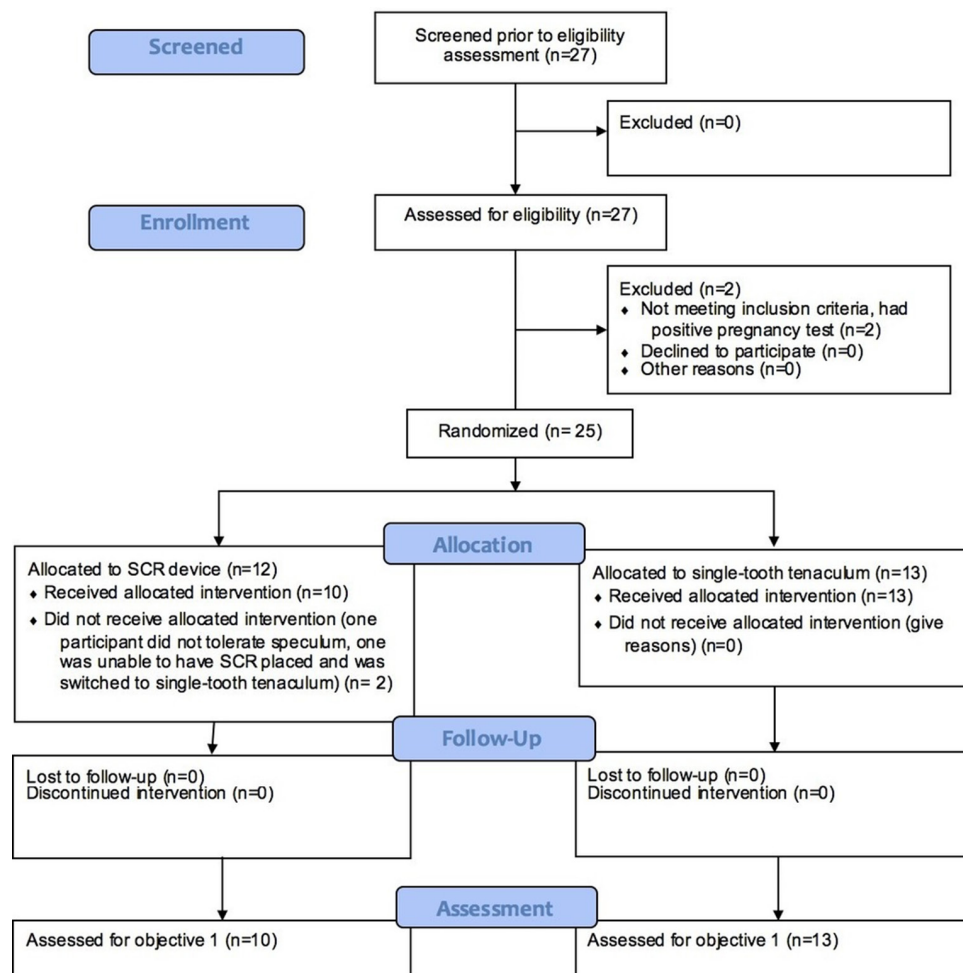 Screened
Screened prior to eligibility
assessment (n=27)
Excluded (n=0)
Enrollment
Assessed for eligibility (n=27)
Excluded (n=2)
♦ Not meeting inclusion criteria, had
positive pregnancy test (n=2)
♦ Declined to participate (n=0)
♦ Other reasons (n=0)
Randomized (n= 25)
Allocation
Allocated to SCR device (n=12)
♦ Received allocated intervention (n=10)
♦ Did not receive allocated intervention (one
participant did not tolerate speculum, one
was unable to have SCR placed and was
switched to single-tooth tenaculum) (n= 2)
Allocated to single-tooth tenaculum (n=13)
♦ Received allocated intervention (n=13)
♦ Did not receive allocated intervention (give
reasons) (n=0)
Follow-Up
Lost to follow-up (n=0)
Discontinued intervention (n=0)
Lost to follow-up (n=0)
Discontinued intervention (n=0)
Assessment
Assessed for objective 1 (n=10)
Assessed for objective 1 (n=13)